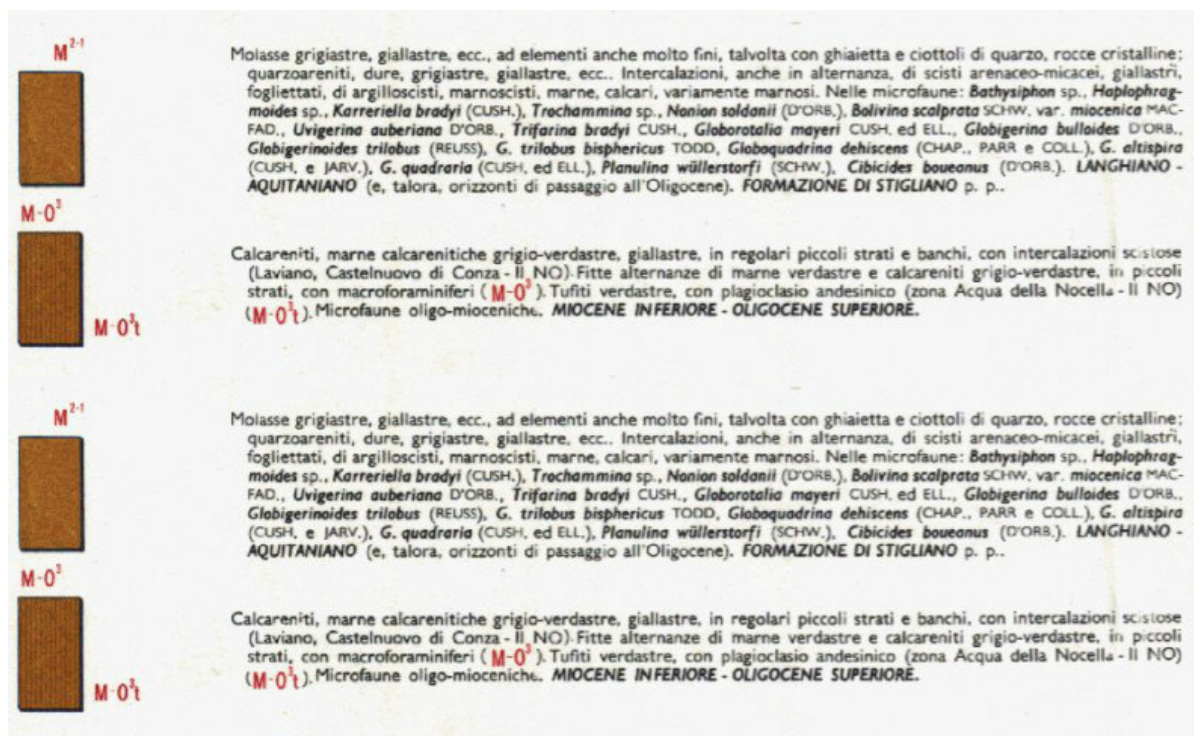 M²⁻¹
Molasse grigiastre, giallastre, ecc., ad elementi anche molto fini, talvolta con ghiaietta e ciottoli di quarzo, rocce cristalline;
quarzoareniti, dure, grigiastre, giallastre, ecc.. Intercalazioni, anche in alternanza, di scisti arenaceo-micacei, giallastri,
fogliettati, di argilloscisti, marnoscisti, marne, calcari, variamente marnosi. Nelle microfaune: Bathysiphon sp., Haplophrag-
moides sp., Karreriella bradyi (CUSH.), Trochammina sp., Nonion soldanii (D'ORB.), Bolivina scalprata SCHW. var. miocenica MAC-
FAD., Uvigerina auberiana D'ORB., Trifarina bradyi CUSH., Globorotalia mayeri CUSH. ed ELL., Globigerina bulloides D'ORB.,
Globigerinoides trilobus (REUSS), G. trilobus bisphericus TODD, Globoquadrina dehiscens (CHAP., PARR e COLL.), G. altispira
(CUSH. e JARV.), G. quadraria (CUSH. ed ELL.), Planulina wüllerstorfi (SCHW.), Cibicides boueanus (D'ORB.). LANGHIANO -
AQUITANIANO (e, talora, orizzonti di passaggio all'Oligocene). FORMAZIONE DI STIGLIANO p. p..
M-O³
Calcareniti, marne calcarenitiche grigio-verdastre, giallastre, in regolari piccoli strati e banchi, con intercalazioni scistose
(Laviano, Castelnuovo di Conza - II NO). Fitte alternanze di marne verdastre e calcareniti grigio-verdastre, in piccoli
strati, con macroforaminiferi (M-O³). Tufiti verdastre, con plagioclasio andesinico (zona Acqua della Nocella - II NO)
(M-O³t). Microfaune oligo-mioceniche. MIOCENE INFERIORE - OLIGOCENE SUPERIORE.
M-O³t
M²⁻¹
Molasse grigiastre, giallastre, ecc., ad elementi anche molto fini, talvolta con ghiaietta e ciottoli di quarzo, rocce cristalline;
quarzoareniti, dure, grigiastre, giallastre, ecc.. Intercalazioni, anche in alternanza, di scisti arenaceo-micacei, giallastri,
fogliettati, di argilloscisti, marnoscisti, marne, calcari, variamente marnosi. Nelle microfaune: Bathysiphon sp., Haplophrag-
moides sp., Karreriella bradyi (CUSH.), Trochammina sp., Nonion soldanii (D'ORB.), Bolivina scalprata SCHW. var. miocenica MAC-
FAD., Uvigerina auberiana D'ORB., Trifarina bradyi CUSH., Globorotalia mayeri CUSH. ed ELL., Globigerina bulloides D'ORB.,
Globigerinoides trilobus (REUSS), G. trilobus bisphericus TODD, Globoquadrina dehiscens (CHAP., PARR e COLL.), G. altispira
(CUSH. e JARV.), G. quadraria (CUSH. ed ELL.), Planulina wüllerstorfi (SCHW.), Cibicides boueanus (D'ORB.). LANGHIANO -
AQUITANIANO (e, talora, orizzonti di passaggio all'Oligocene). FORMAZIONE DI STIGLIANO p. p..
M-O³
Calcareniti, marne calcarenitiche grigio-verdastre, giallastre, in regolari piccoli strati e banchi, con intercalazioni scistose
(Laviano, Castelnuovo di Conza - II NO). Fitte alternanze di marne verdastre e calcareniti grigio-verdastre, in piccoli
strati, con macroforaminiferi (M-O³). Tufiti verdastre, con plagioclasio andesinico (zona Acqua della Nocella - II NO)
(M-O³t). Microfaune oligo-mioceniche. MIOCENE INFERIORE - OLIGOCENE SUPERIORE.
M-O³t